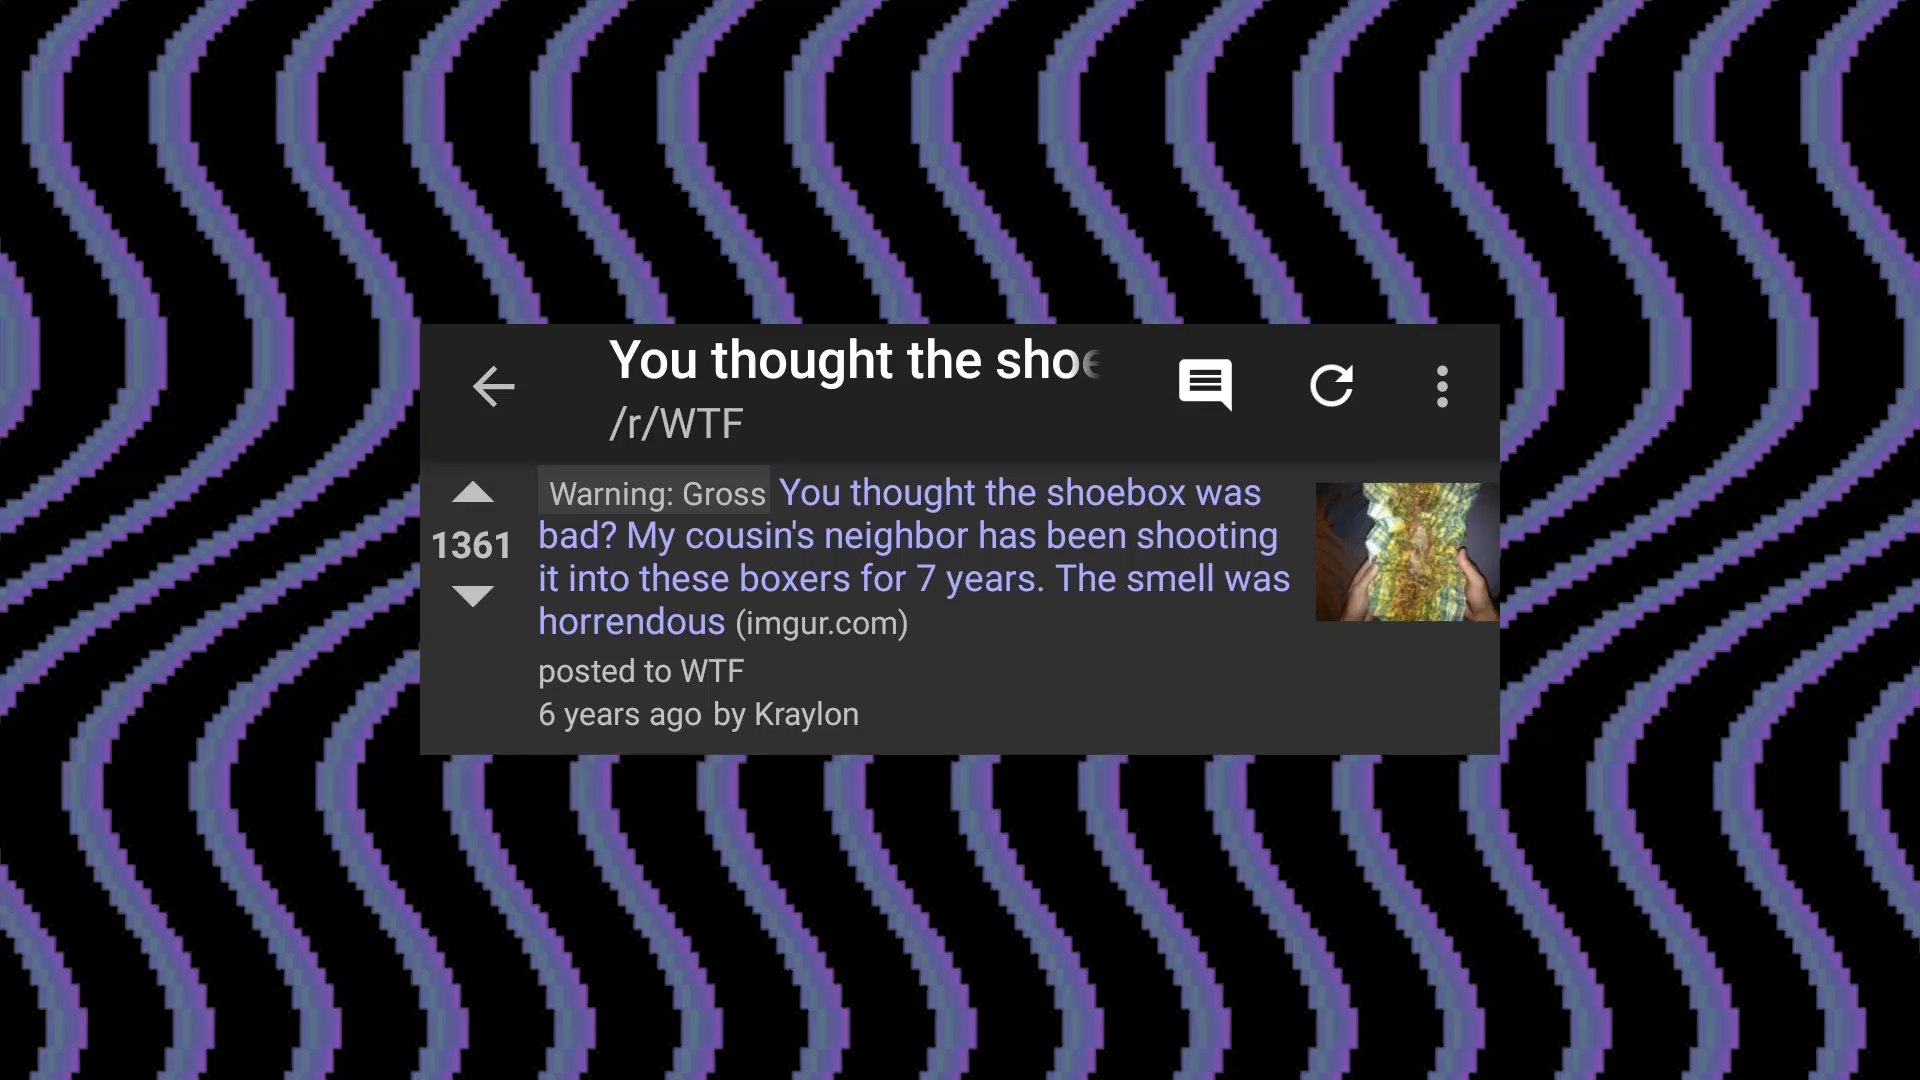 You thought the shoe
/r/WTF
Warning: Gross You thought the shoebox was
bad? My cousin's neighbor has been shooting
it into these boxers for 7 years. The smell was
horrendous (imgur.com)
1361
posted to WTF
6 years ago by Kraylon